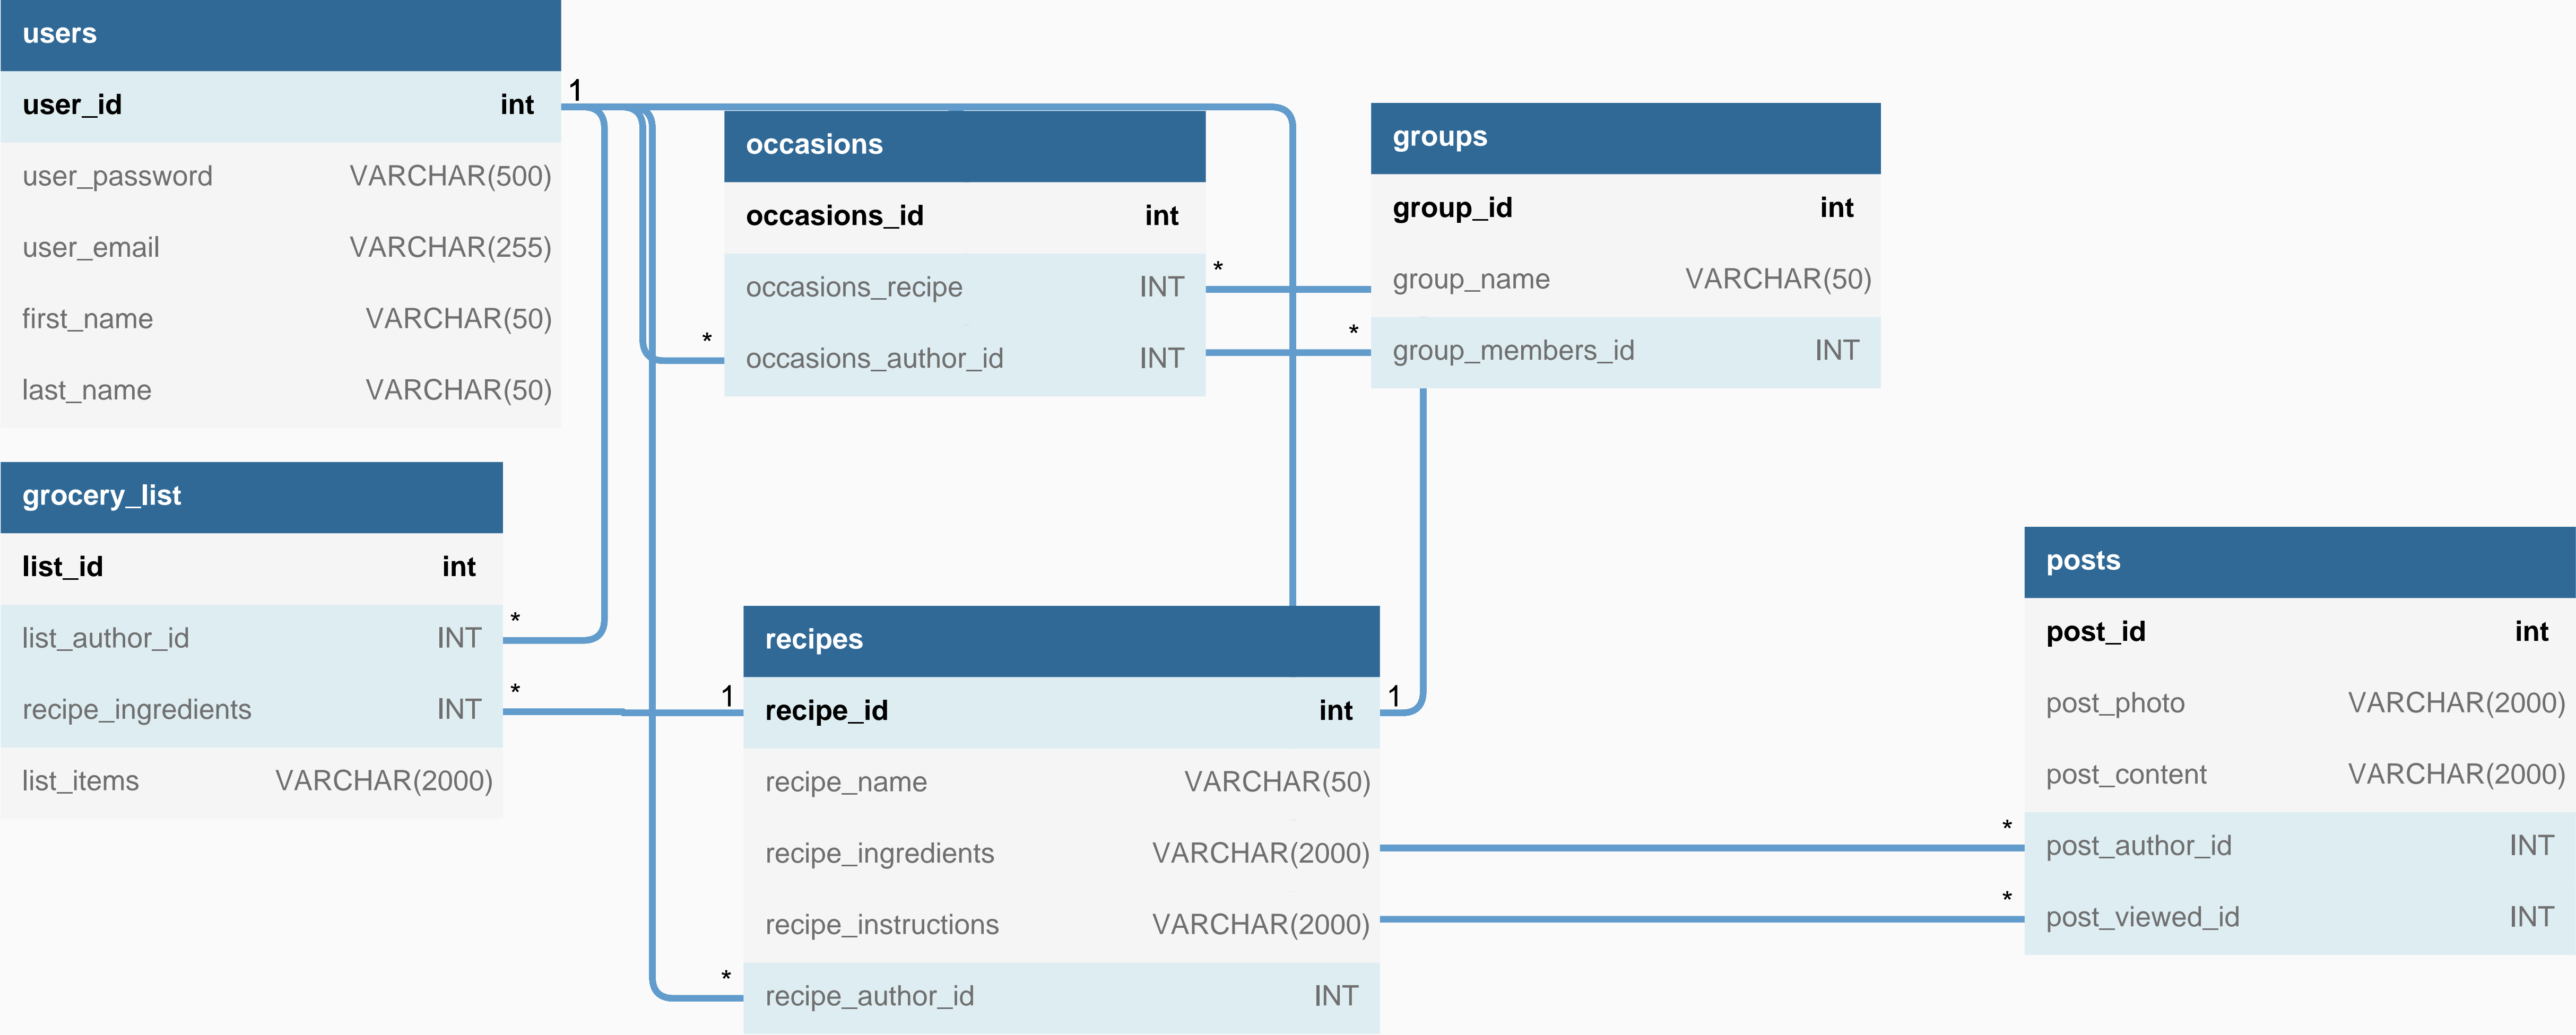 users
user_id int
user_password VARCHAR(500)
user_email VARCHAR(255)
first_name VARCHAR(50)
last_name VARCHAR(50)
1
occasions
occasions_id int
occasions_recipe INT
occasions_author_id INT
*
*
groups
group_id int
group_name VARCHAR(50)
group_members_id INT
*
grocery_list
list_id int
list_author_id INT
recipe_ingredients INT
list_items VARCHAR(2000)
*
*
recipes
1 recipe_id int 1
recipe_name VARCHAR(50)
recipe_ingredients VARCHAR(2000)
recipe_instructions VARCHAR(2000)
* recipe_author_id INT
posts
post_id int
post_photo VARCHAR(2000)
post_content VARCHAR(2000)
* post_author_id INT
* post_viewed_id INT